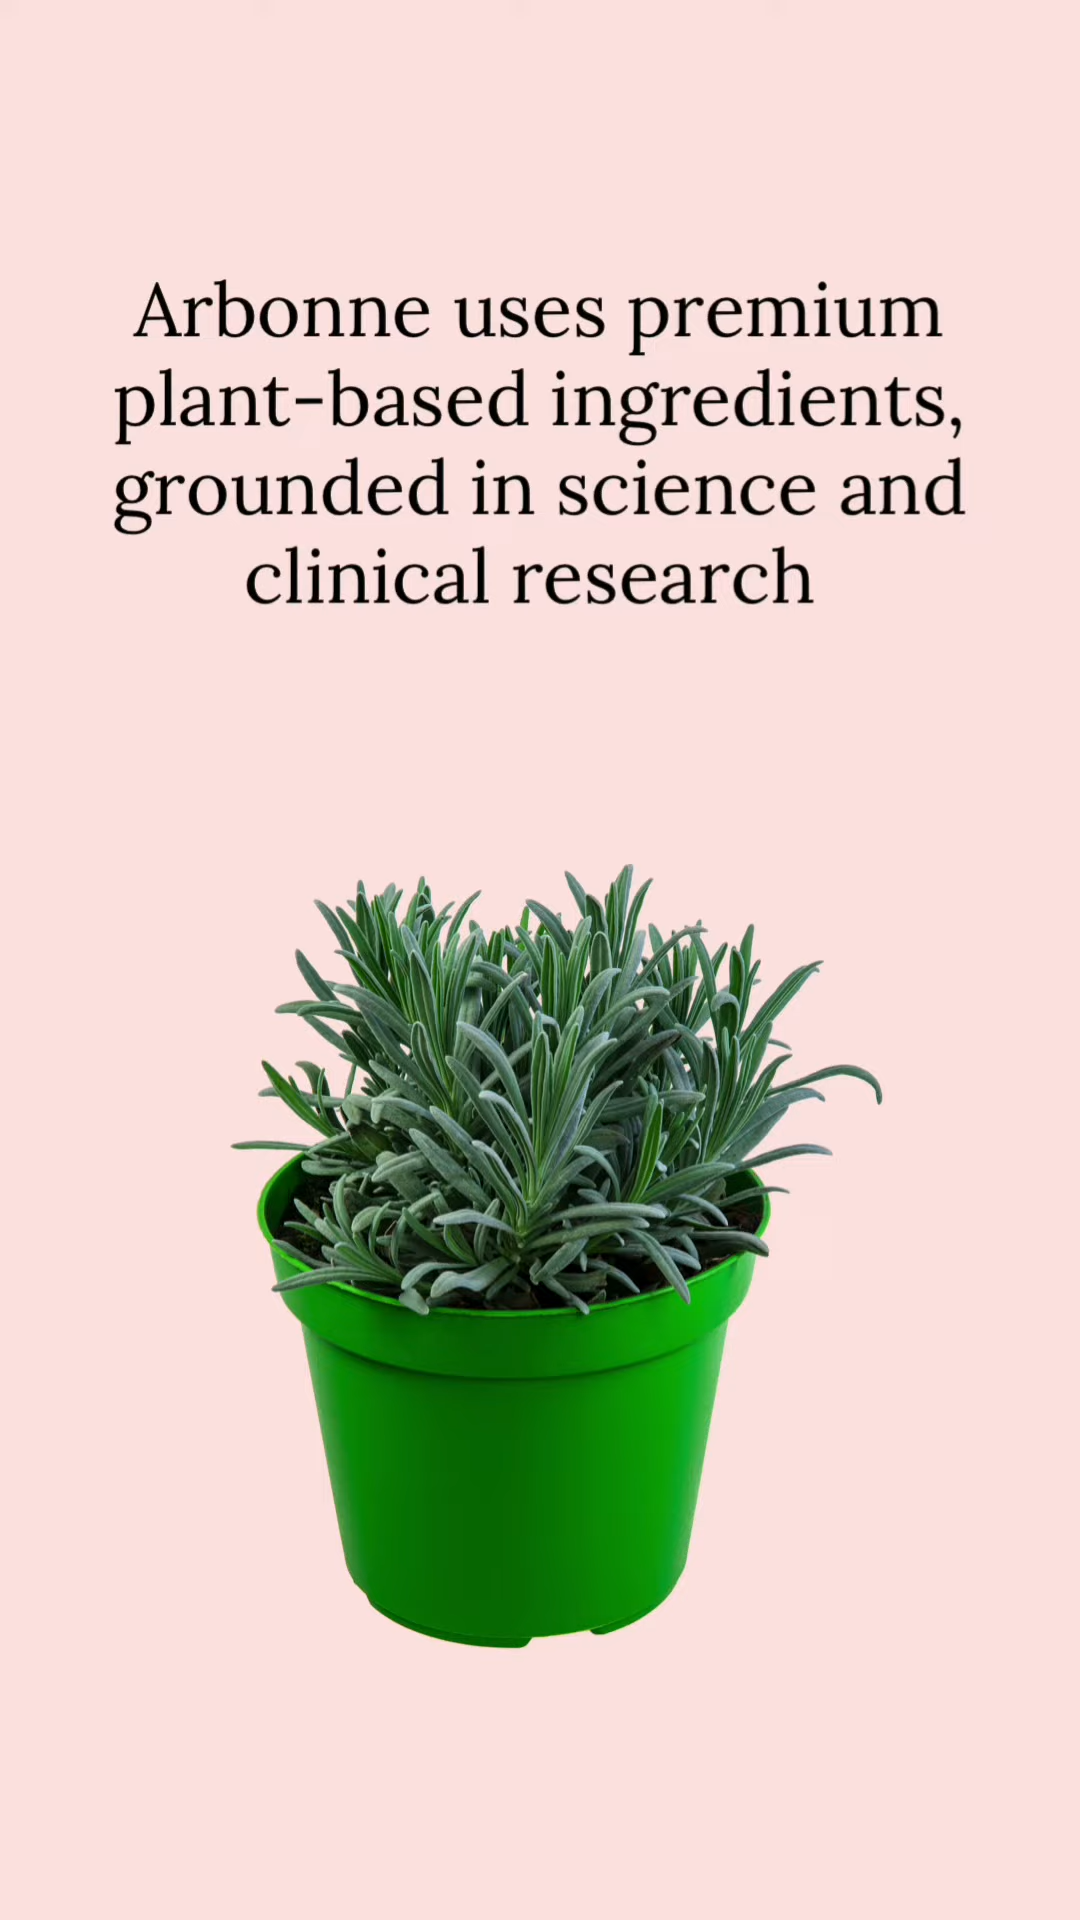 Arbonne uses premium
plant-based ingredients,
grounded in science and
clinical research